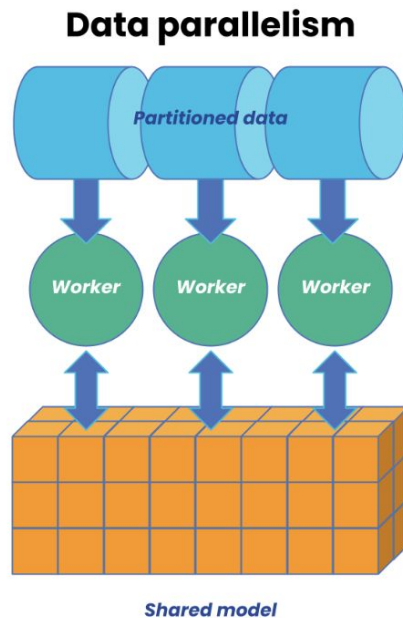 Data parallelism
Partitioned data
Worker Worker Worker
Shared model